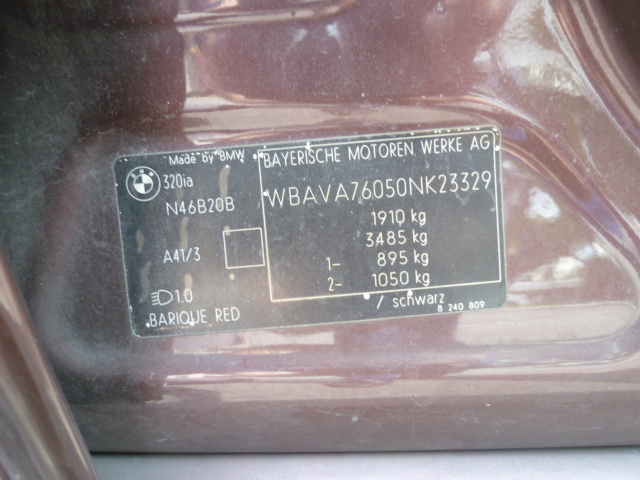 Made by BMW
BMW
320ia
N46B20B
A41/3
1.0
BARIQUE RED
BAYERISCHE MOTOREN WERKE AG
WBAVA76050NK23329
1910 kg
3485 kg
1- 895 kg
2- 1050 kg
/ schwarz
8 240 809